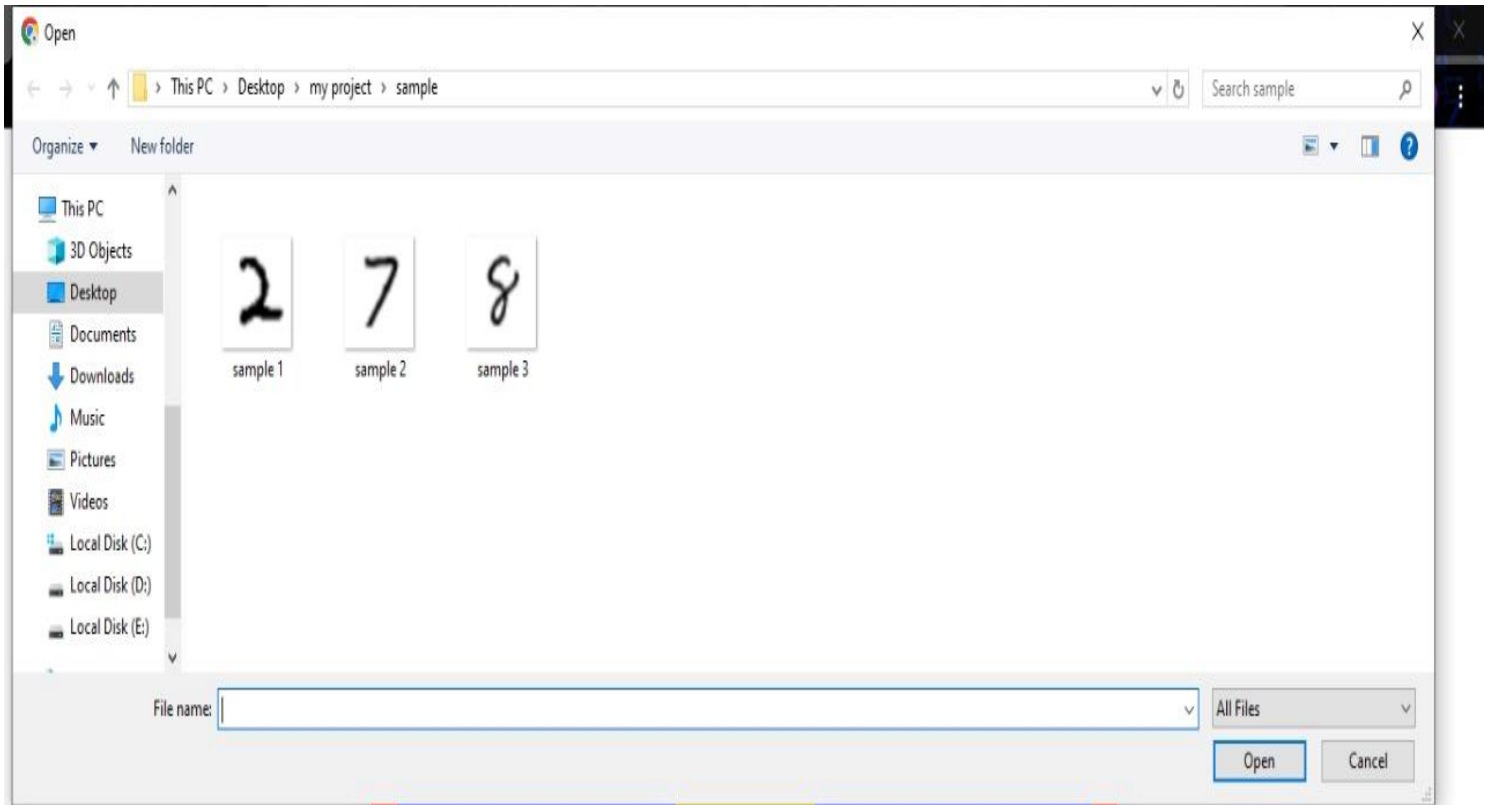 Open
This PC > Desktop > my project > sample
Search sample
Organize
New folder
This PC
3D Objects
Desktop
Documents
Downloads
Music
Pictures
Videos
Local Disk (C:)
Local Disk (D:)
Local Disk (E:)
2 7 8
sample 1 sample 2 sample 3
File name:
All Files
Open
Cancel